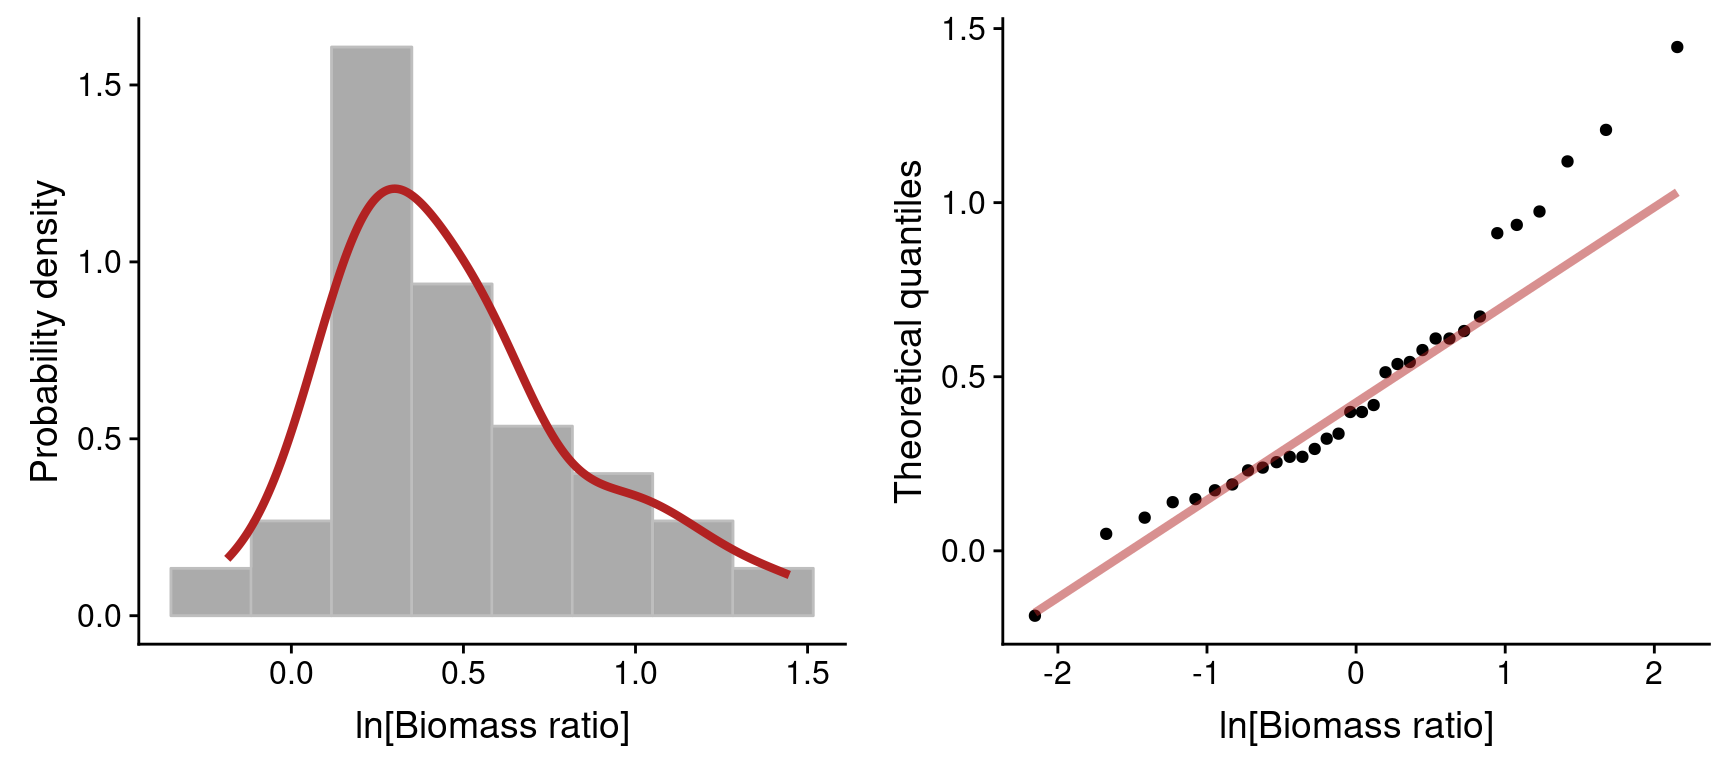 Probability density
1.5
1.0
0.5
0.0
0.0 0.5 1.0 1.5
ln[Biomass ratio]
Theoretical quantiles
1.5
1.0
0.5
0.0
-2 -1 0 1 2
ln[Biomass ratio]